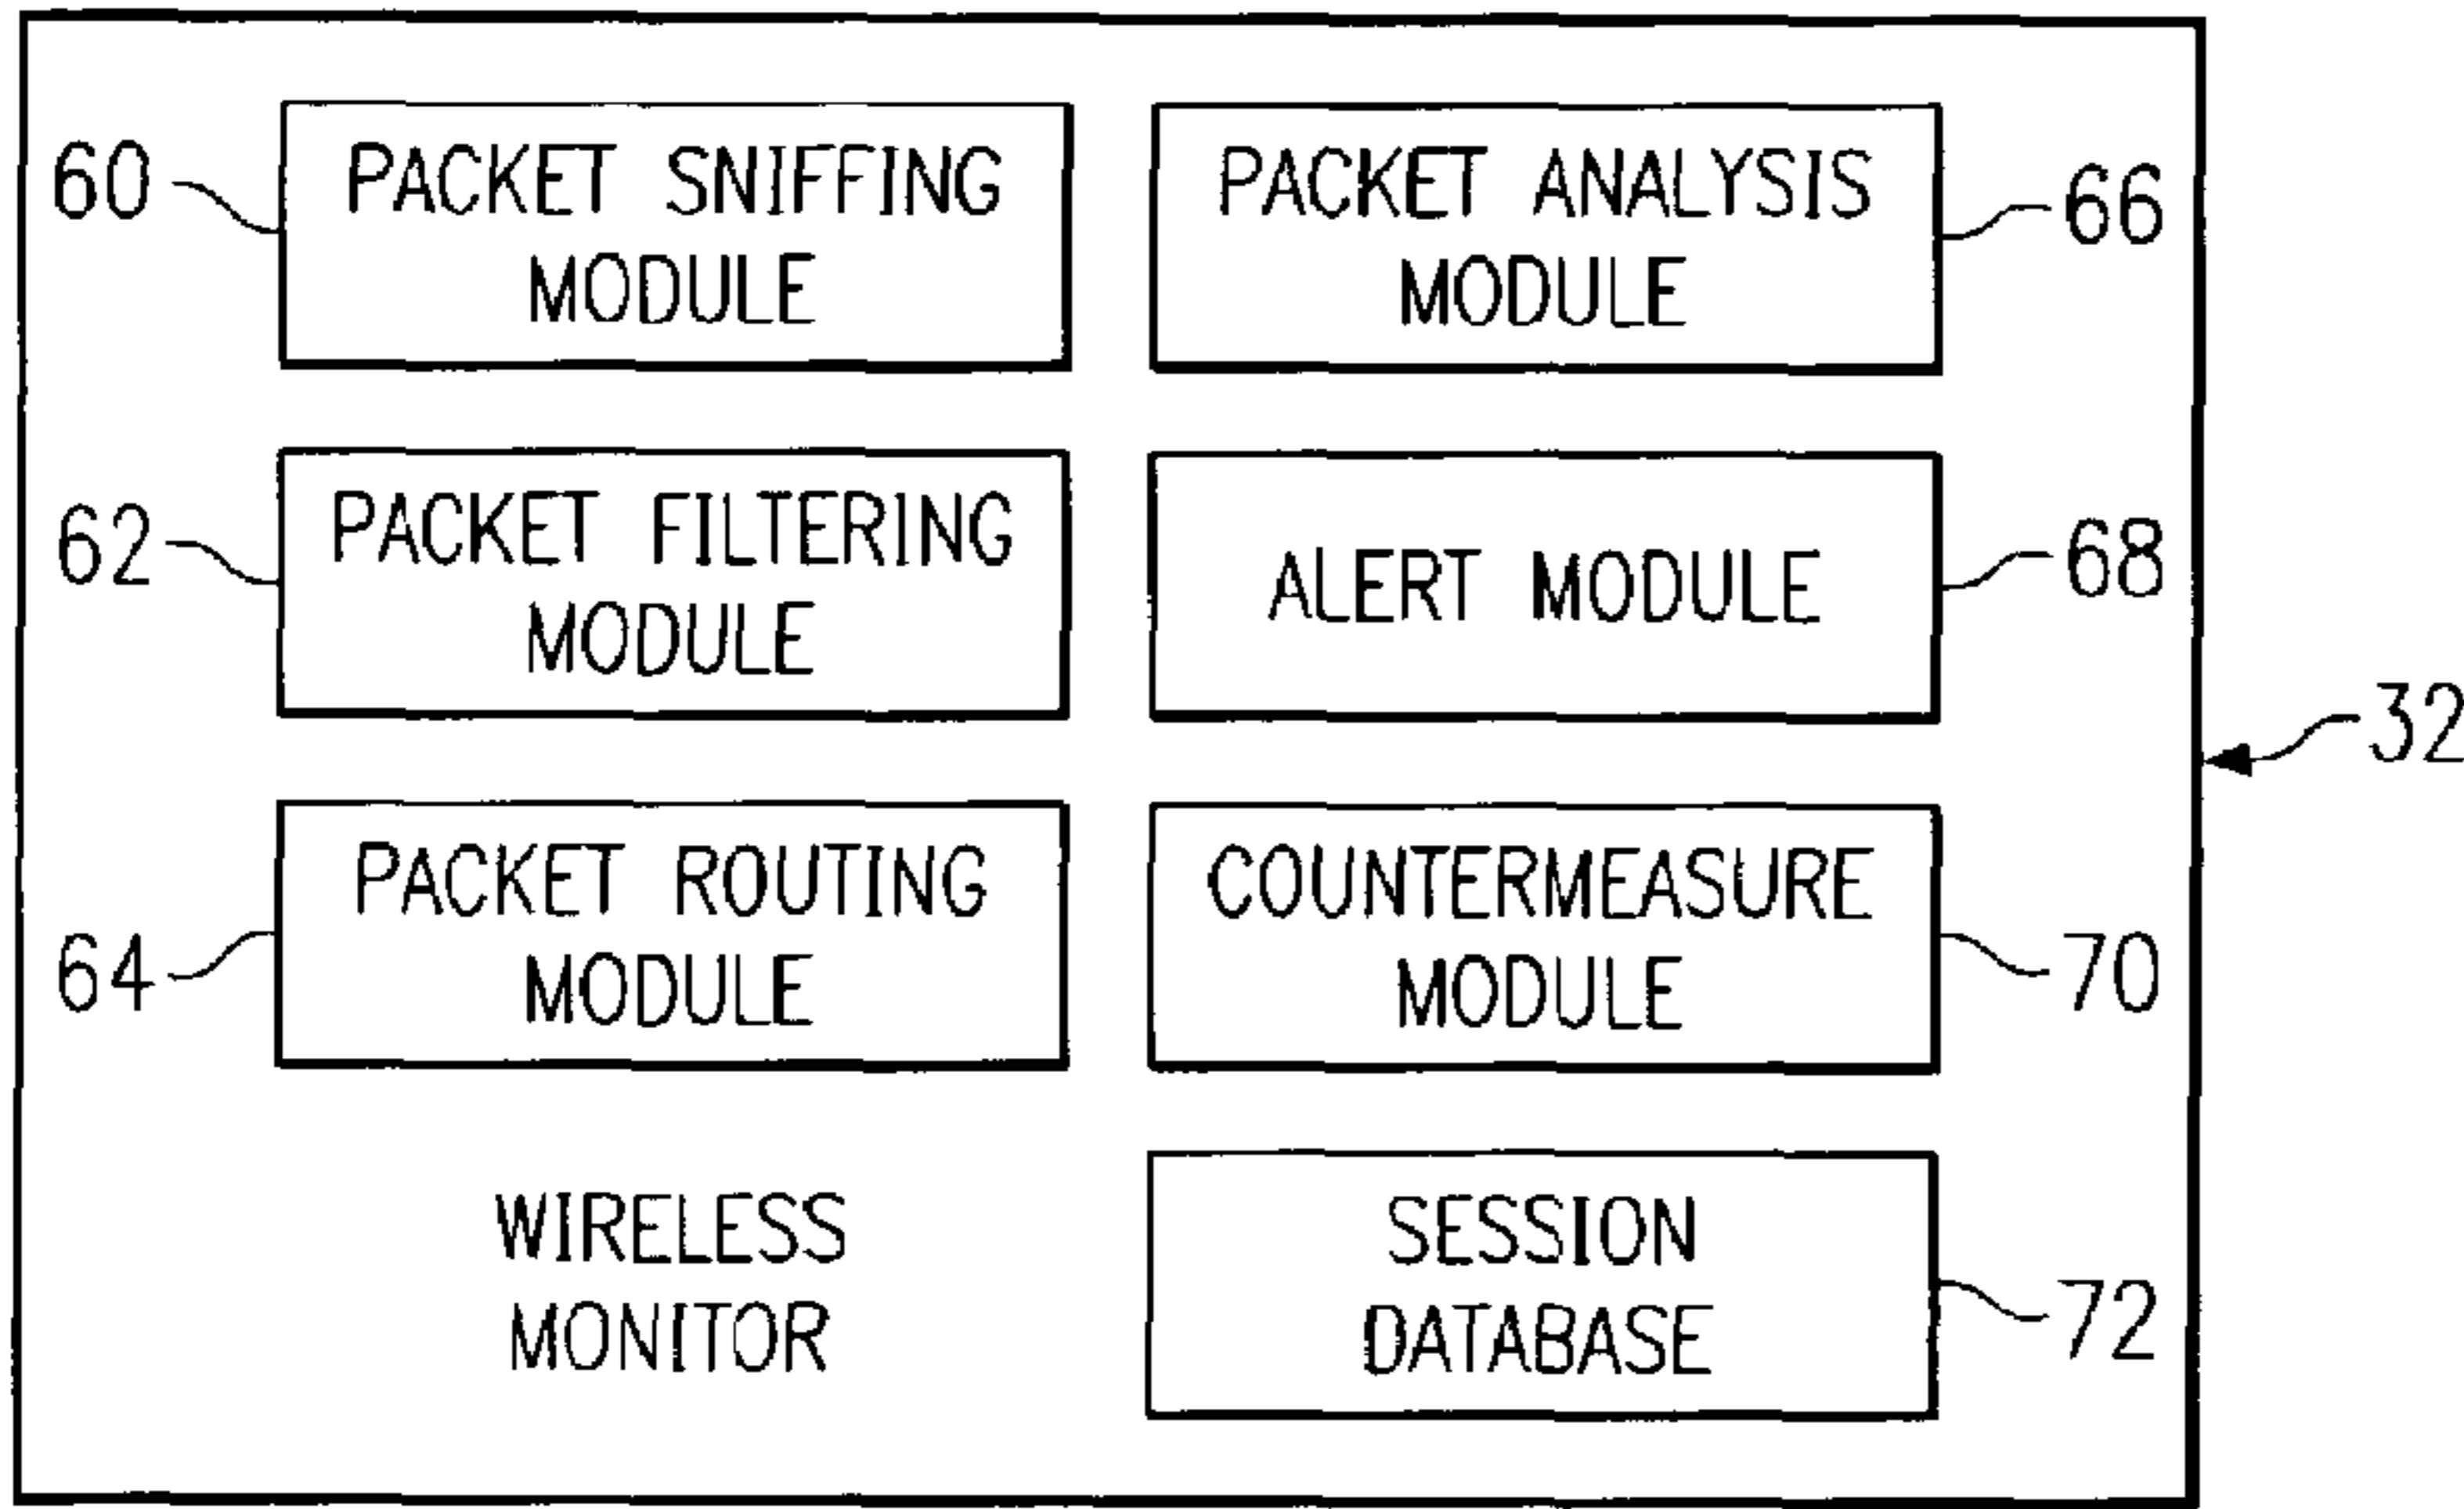 60
PACKET SNIFFING
MODULE
PACKET ANALYSIS
MODULE
66
62
PACKET FILTERING
MODULE
ALERT MODULE
68
32
64
PACKET ROUTING
MODULE
COUNTERMEASURE
MODULE
70
WIRELESS
MONITOR
SESSION
DATABASE
72